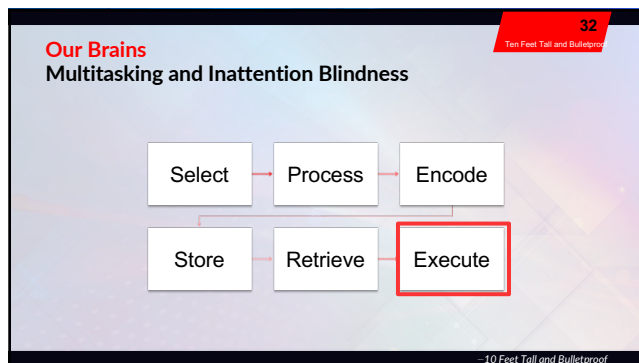 32
Ten Feet Tall and Bulletproof
Our Brains
Multitasking and Inattention Blindness
Select
Process
Encode
Store
Retrieve
Execute
–10 Feet Tall and Bulletproof